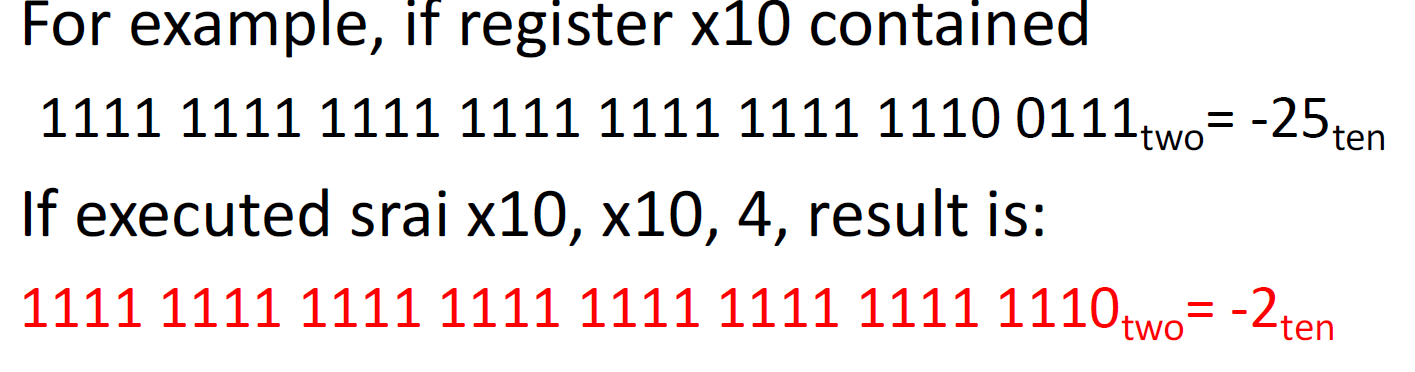 For example, if register x10 contained
1111 1111 1111 1111 1111 1111 1110 0111two= -25ten
If executed srai x10, x10, 4, result is:
1111 1111 1111 1111 1111 1111 1111 1110two= -2ten